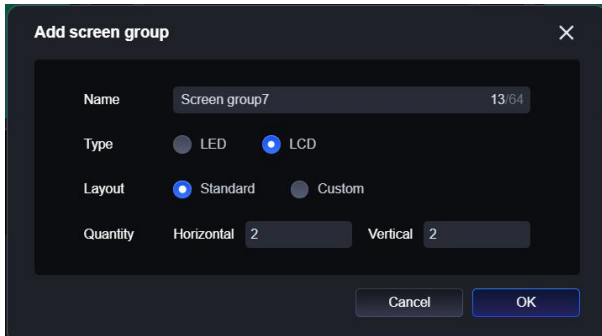 Add screen group
Name Screen group7 13/64
Type LED LCD
Layout Standard Custom
Quantity Horizontal 2 Vertical 2
Cancel OK